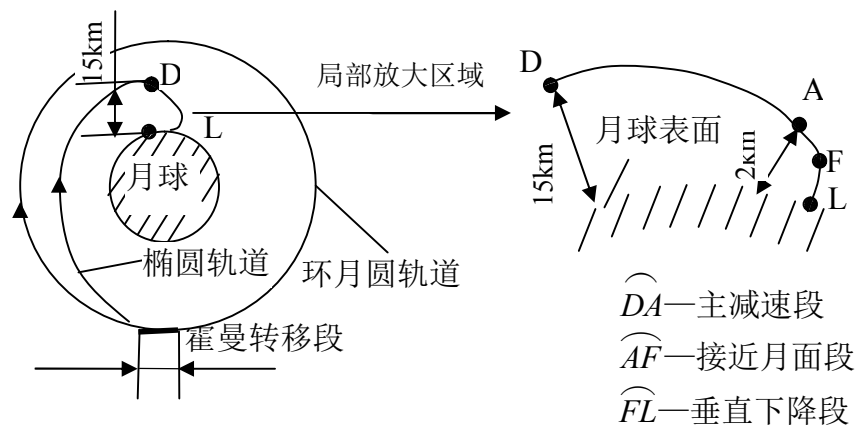 15km
D
L
月球
椭圆轨道
环月圆轨道
霍曼转移段
局部放大区域
D
A
月球表面
15km
2km
F
L
DA—主减速段
AF—接近月面段
FL—垂直下降段